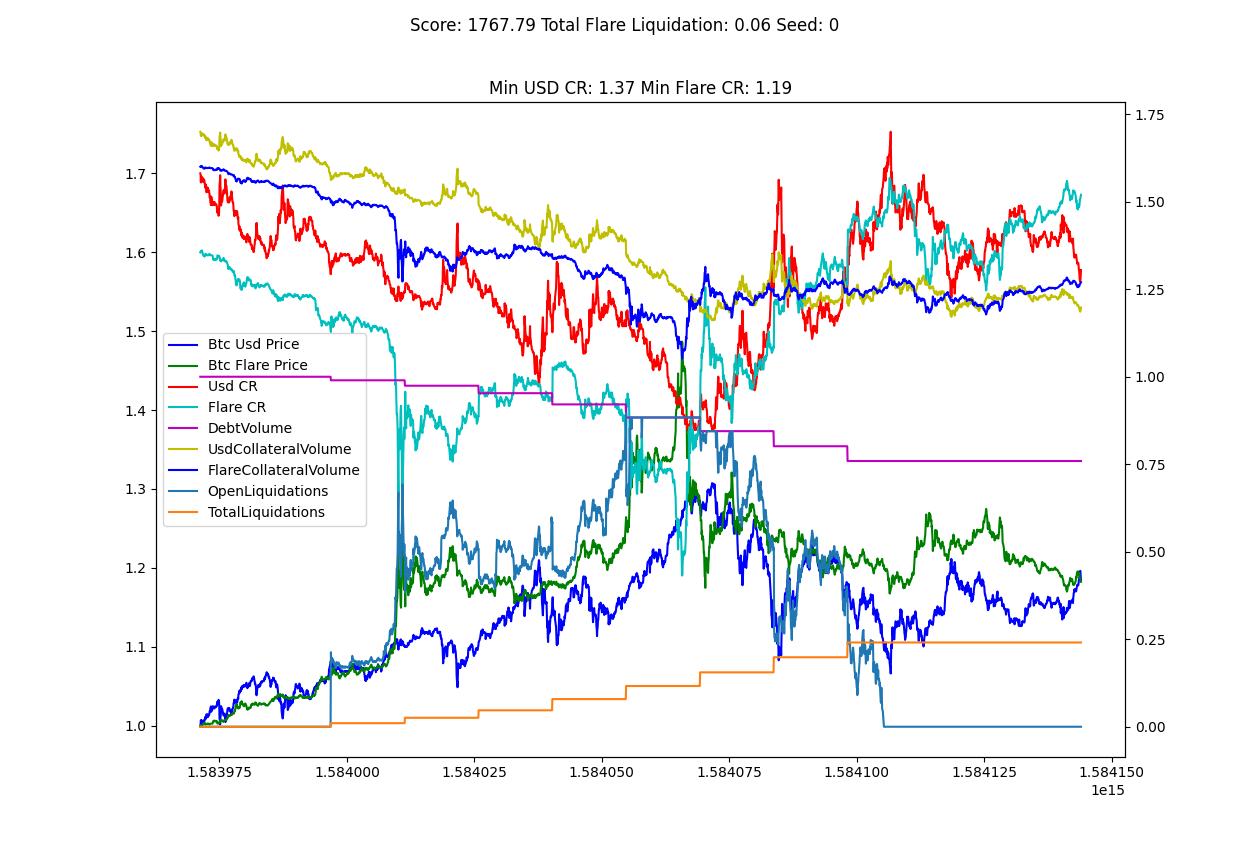 Score: 1767.79 Total Flare Liquidation: 0.06 Seed: 0
Min USD CR: 1.37 Min Flare CR: 1.19
1.7
1.6
1.5
1.4
1.3
1.2
1.1
1.0
Btc Usd Price
Btc Flare Price
Usd CR
Flare CR
DebtVolume
UsdCollateralVolume
FlareCollateralVolume
OpenLiquidations
TotalLiquidations
1.75
1.50
1.25
1.00
0.75
0.50
0.25
0.00
1.583975 1.584000 1.584025 1.584050 1.584075 1.584100 1.584125 1.584150
1e15